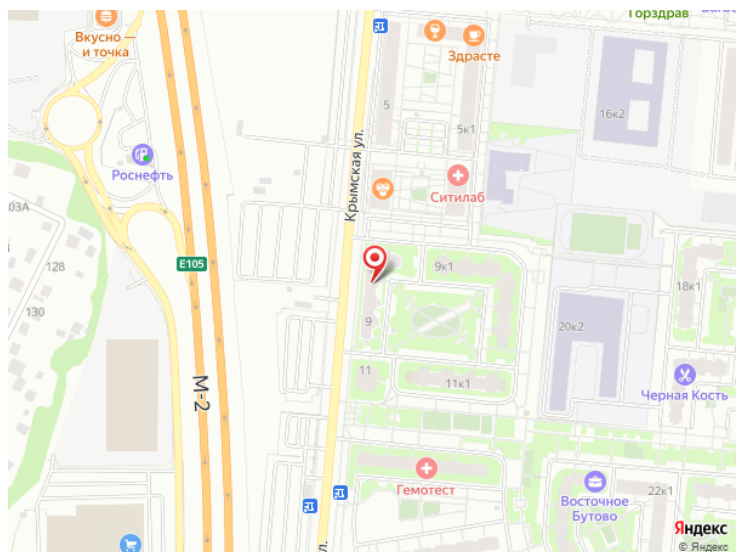 Горздрав
Вкусно —
и точка
Здрасте
5
5к1
16к2
Крымская ул.
Роснефть
Ситилаб
03А
128
E105
9к1
18к1
130
9
20к2
М-2
11
11к1
Черная Кость
Гемотест
Восточное
Бутово
22к1
ул.
Яндекс
© Яндекс